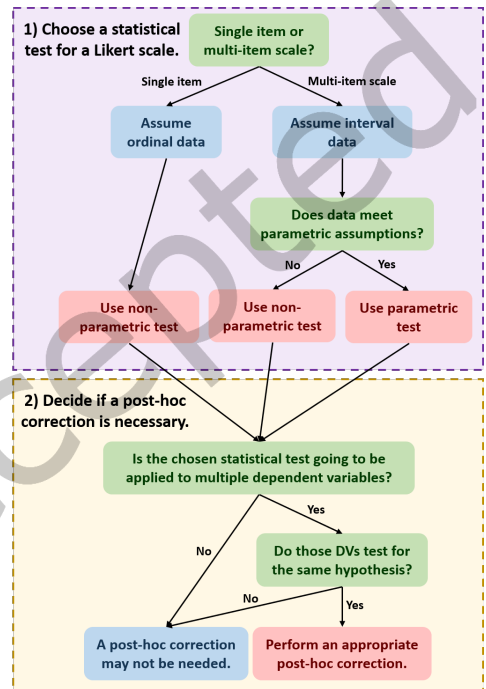 1) Choose a statistical
test for a Likert scale.
Single item or
multi-item scale?
Single item
Multi-item scale
Assume
ordinal data
Assume interval
data
Does data meet
parametric assumptions?
No
Yes
Use non-
parametric test
Use non-
parametric test
Use parametric
test
2) Decide if a post-hoc
correction is necessary.
Is the chosen statistical test going to be
applied to multiple dependent variables?
Yes
No
Do those DVs test for
the same hypothesis?
No
Yes
A post-hoc correction
may not be needed.
Perform an appropriate
post-hoc correction.
cepted